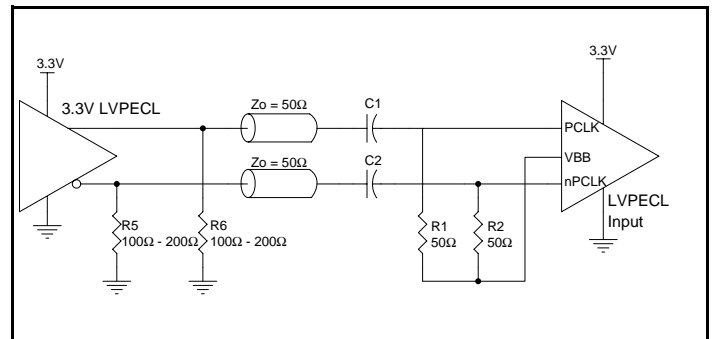 3.3V
3.3V LVPECL
Zo = 50Ω
C1
Zo = 50Ω
C2
R5
100Ω - 200Ω
R6
100Ω - 200Ω
R1
50Ω
R2
50Ω
3.3V
PCLK
VBB
nPCLK
LVPECL
Input